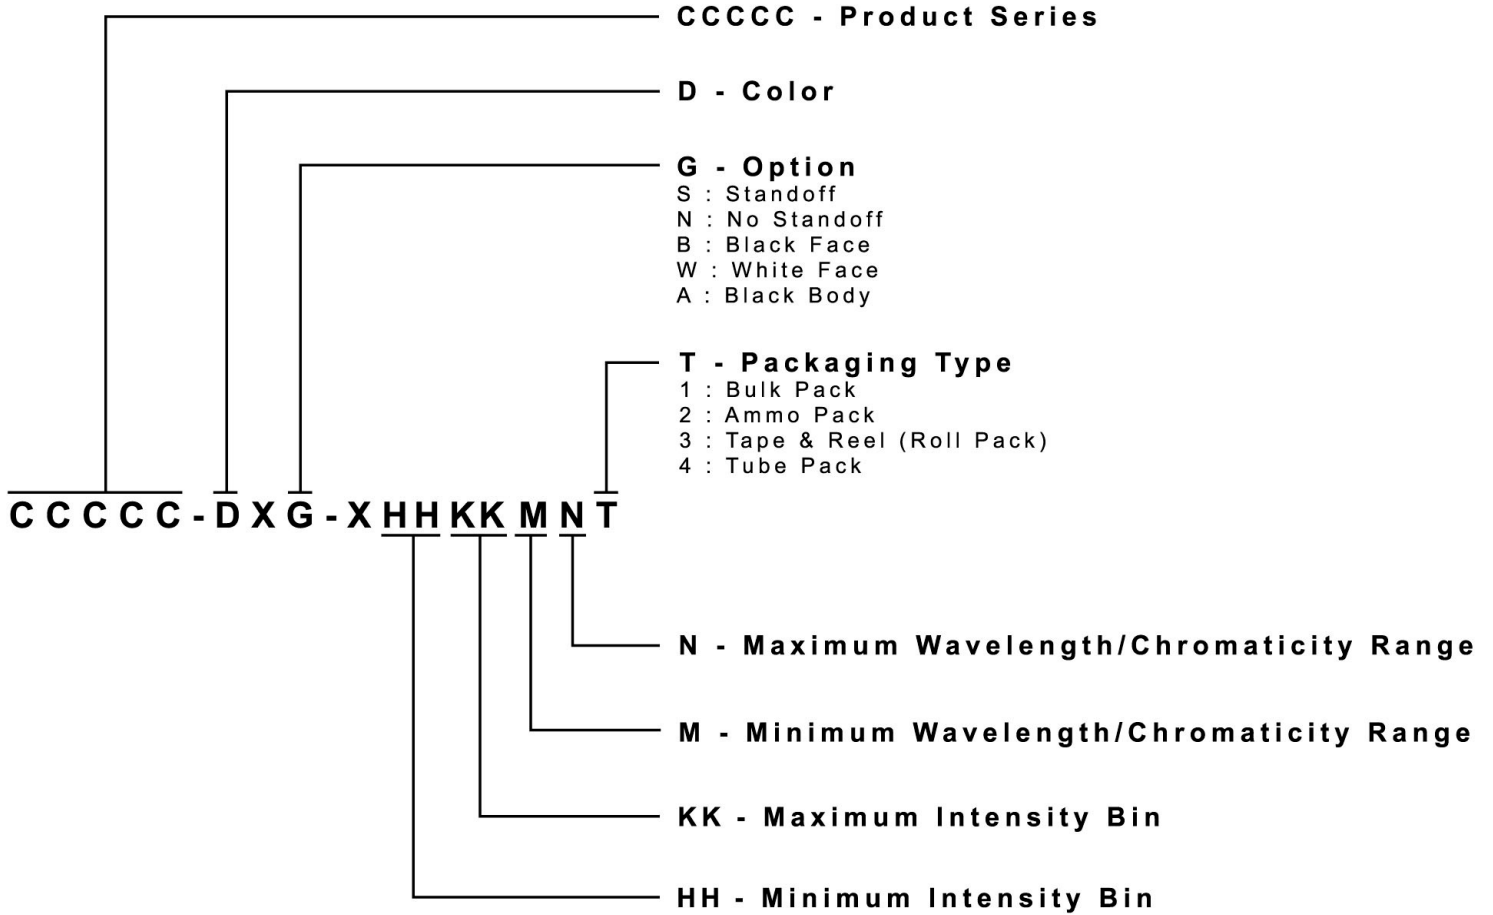 CCCCC - Product Series
D - Color
G - Option
S : Standoff
N : No Standoff
B : Black Face
W : White Face
A : Black Body
T - Packaging Type
1 : Bulk Pack
2 : Ammo Pack
3 : Tape & Reel (Roll Pack)
4 : Tube Pack
CCCCC-DXG-XHHKKMNT
N - Maximum Wavelength/Chromaticity Range
M - Minimum Wavelength/Chromaticity Range
KK - Maximum Intensity Bin
HH - Minimum Intensity Bin